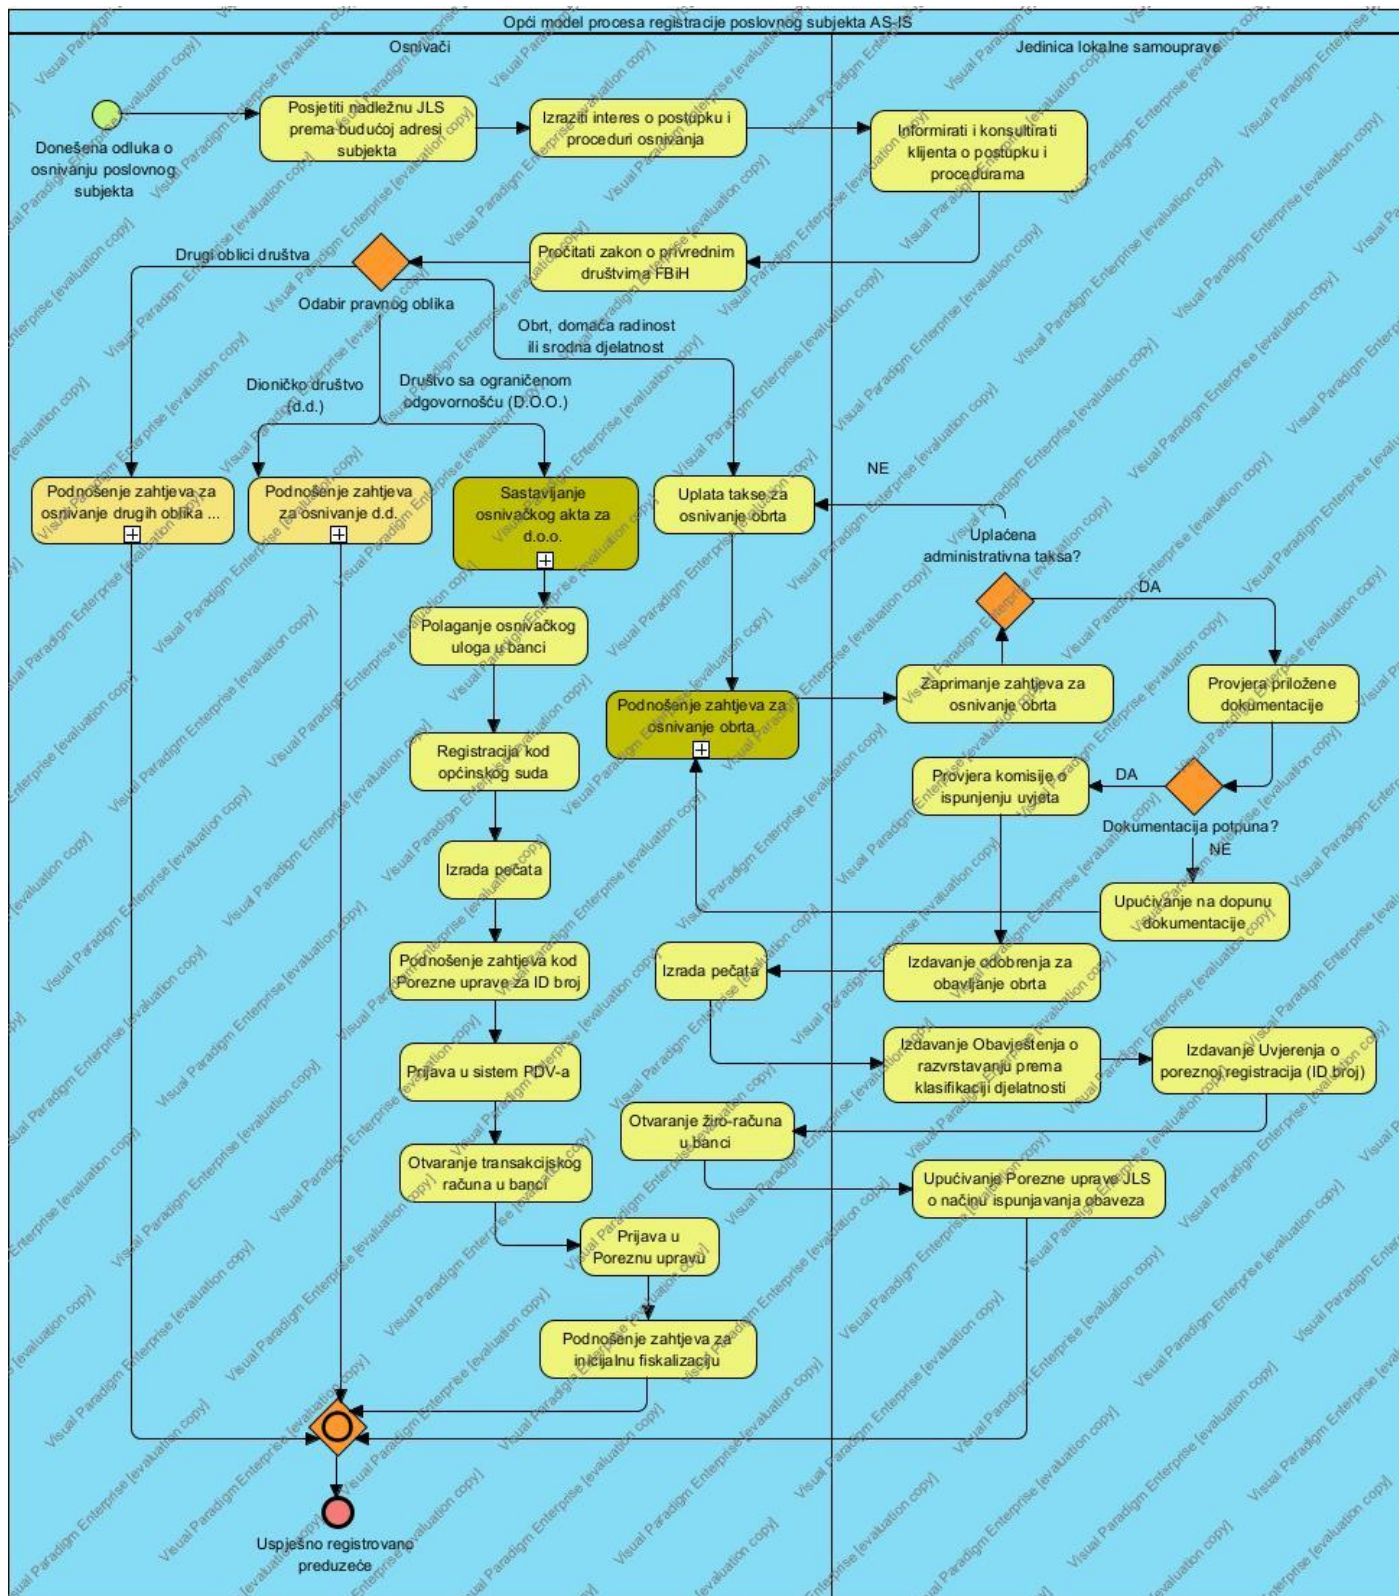 Opći model procesa registracije poslovnog subjekta AS-IS
Osnivači
Jedinica lokalne samouprave
Donešena odluka o
osnivanju poslovnog
subjekta
Posjetiti nadležnu JLS
prema budućoj adresi
subjekta
Izraziti interes o postupku i
proceduri osnivanja
Informirati i konsultirati
klijenta o postupku i
procedurama
Pročitati zakon o privrednim
društvima FBiH
Drugi oblici društva
Odabir pravnog oblika
Obrt, domaća radinost
ili srodna djelatnost
Dioničko društvo
(d.d.)
Društvo sa ograničenom
odgovornošću (D.O.O.)
Podnošenje zahtjeva za
osnivanje drugih oblika ...
Podnošenje zahtjeva
za osnivanje d.d.
Sastavljanje
osnivačkog akta za
d.o.o.
Uplata takse za
osnivanje obrta
NE
Uplaćena
administrativna taksa?
DA
Polaganje osnivačkog
uloga u banci
Podnošenje zahtjeva za
osnivanje obrta
Zaprimanje zahtjeva za
osnivanje obrta
Provjera priložene
dokumentacije
Registracija kod
općinskog suda
Provjera komisije o
ispunjenju uvjeta
DA
Dokumentacija potpuna?
NE
Izrada pečata
Upućivanje na dopunu
dokumentacije
Podnošenje zahtjeva kod
Porezne uprave za ID broj
Izrada pečata
Izdavanje odobrenja za
obavljanje obrta
Prijava u sistem PDV-a
Izdavanje Obavještenja o
razvrstavanju prema
klasifikaciji djelatnosti
Izdavanje Uvjerenja o
poreznoj registracija (ID broj)
Otvaranje žiro-računa
u banci
Otvaranje transakcijskog
računa u banci
Upućivanje Porezne uprave JLS
o načinu ispunjavanja obaveza
Prijava u
Poreznu upravu
Podnošenje zahtjeva za
inicijalnu fiskalizaciju
Uspješno registrovano
preduzeće
Visual Paradigm Enterprise [evaluation copy]